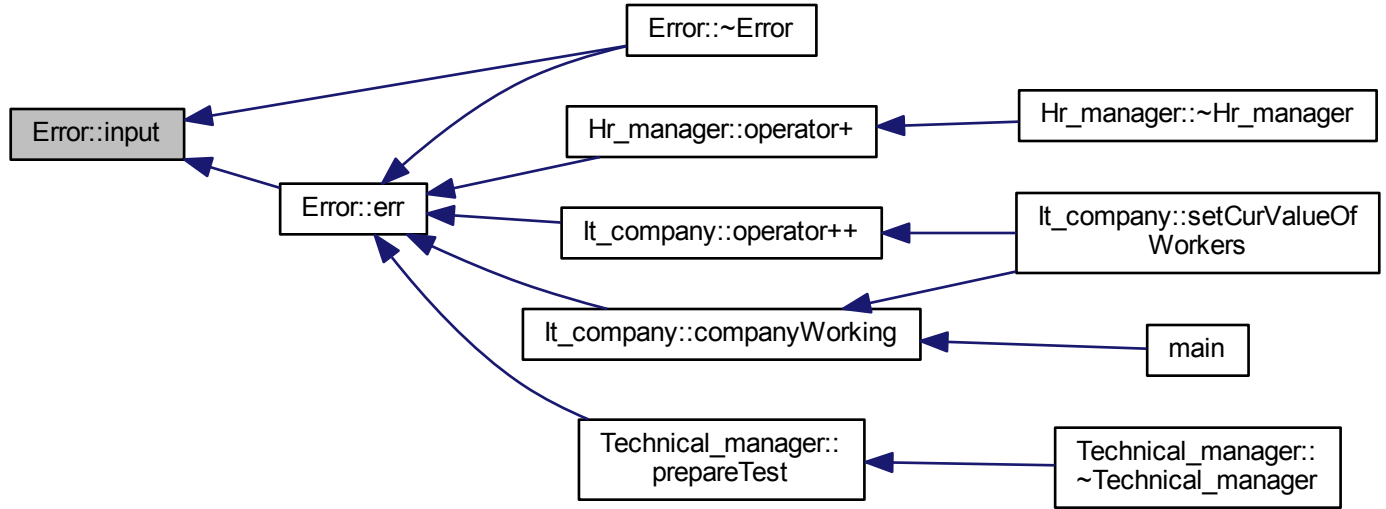 Error::~Error
Error::input
Hr_manager::operator+
Hr_manager::~Hr_manager
Error::err
It_company::operator++
It_company::setCurValueOf
Workers
It_company::companyWorking
main
Technical_manager::
prepareTest
Technical_manager::
~Technical_manager